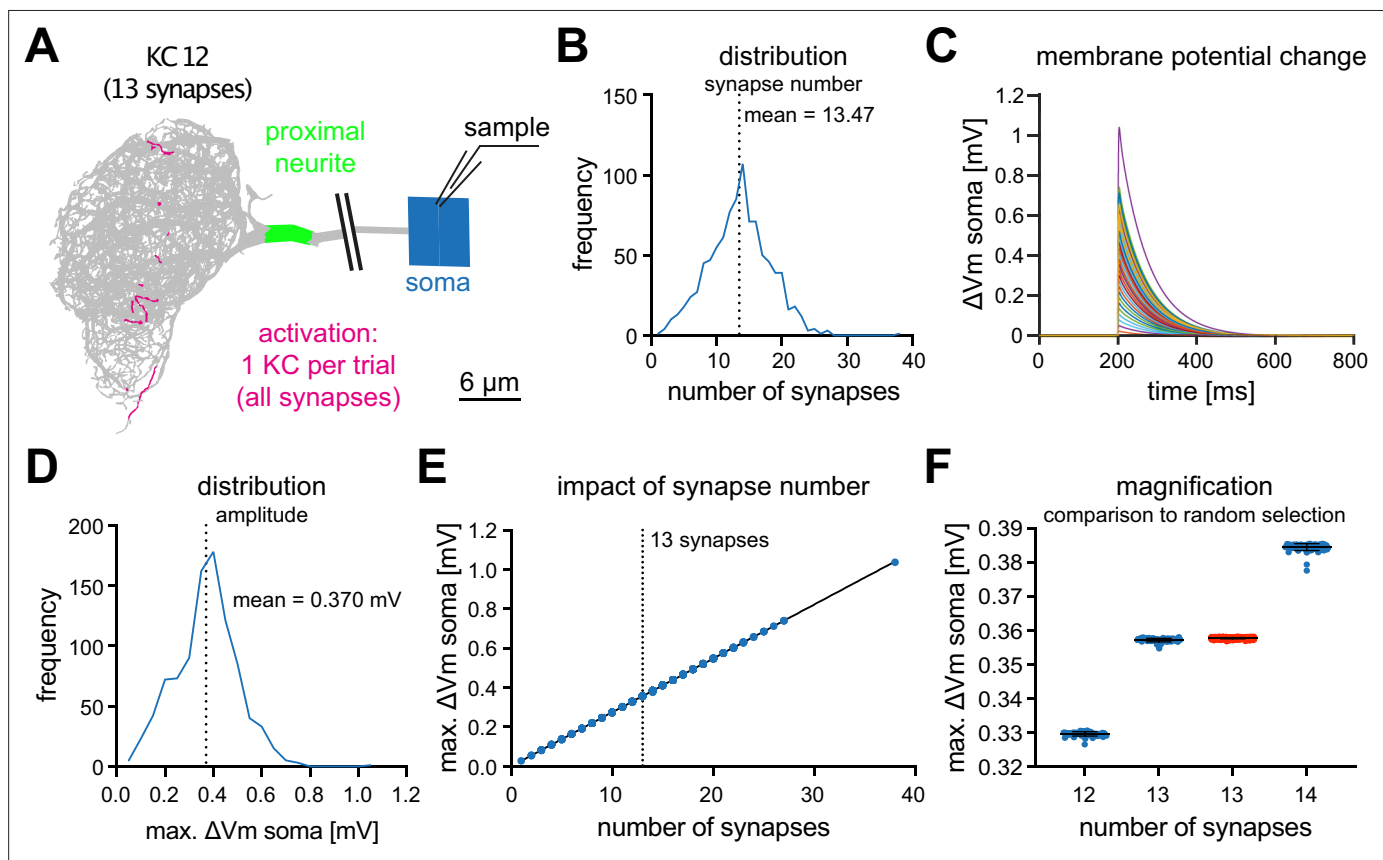 A
KC 12
(13 synapses)
proximal
neurite
sample
soma
activation:
1 KC per trial
(all synapses)
6 µm
B
distribution
synapse number
mean = 13.47
150
100
50
0
frequency
0 10 20 30 40
number of synapses
C
membrane potential change
1.2
1
0.8
0.6
0.4
0.2
0
ΔVm soma [mV]
0 200 400 600 800
time [ms]
D
distribution
amplitude
mean = 0.370 mV
200
150
100
50
0
frequency
0.0 0.2 0.4 0.6 0.8 1.0 1.2
max. ΔVm soma [mV]
E
impact of synapse number
13 synapses
1.2
1.0
0.8
0.6
0.4
0.2
0.0
max. ΔVm soma [mV]
0 10 20 30 40
number of synapses
F
magnification
comparison to random selection
0.39
0.38
0.37
0.36
0.35
0.34
0.33
0.32
max. ΔVm soma [mV]
12 13 13 14
number of synapses